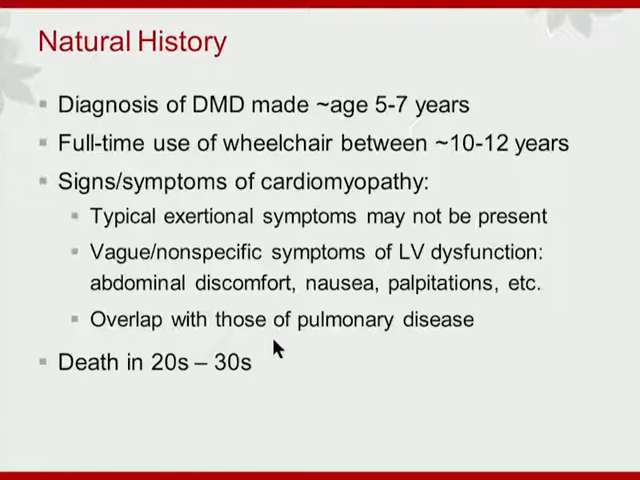 Natural History
Diagnosis of DMD made ~age 5-7 years
Full-time use of wheelchair between ~10-12 years
Signs/symptoms of cardiomyopathy:
Typical exertional symptoms may not be present
Vague/nonspecific symptoms of LV dysfunction:
abdominal discomfort, nausea, palpitations, etc.
Overlap with those of pulmonary disease
Death in 20s – 30s